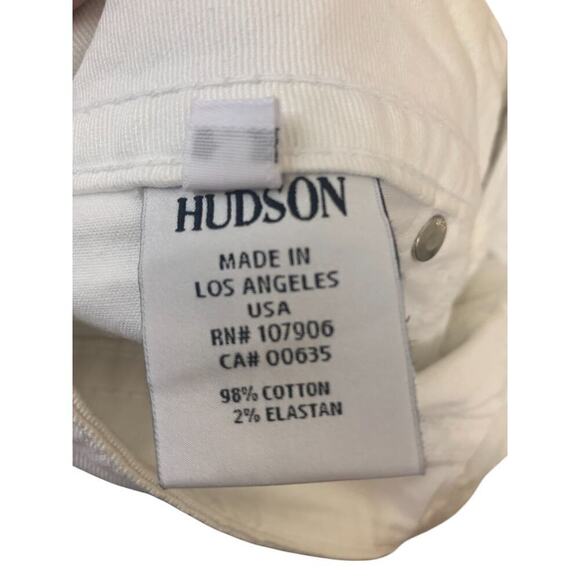 HUDSON
MADE IN
LOS ANGELES
USA
RN# 107906
CA# 00635
98% COTTON
2% ELASTAN